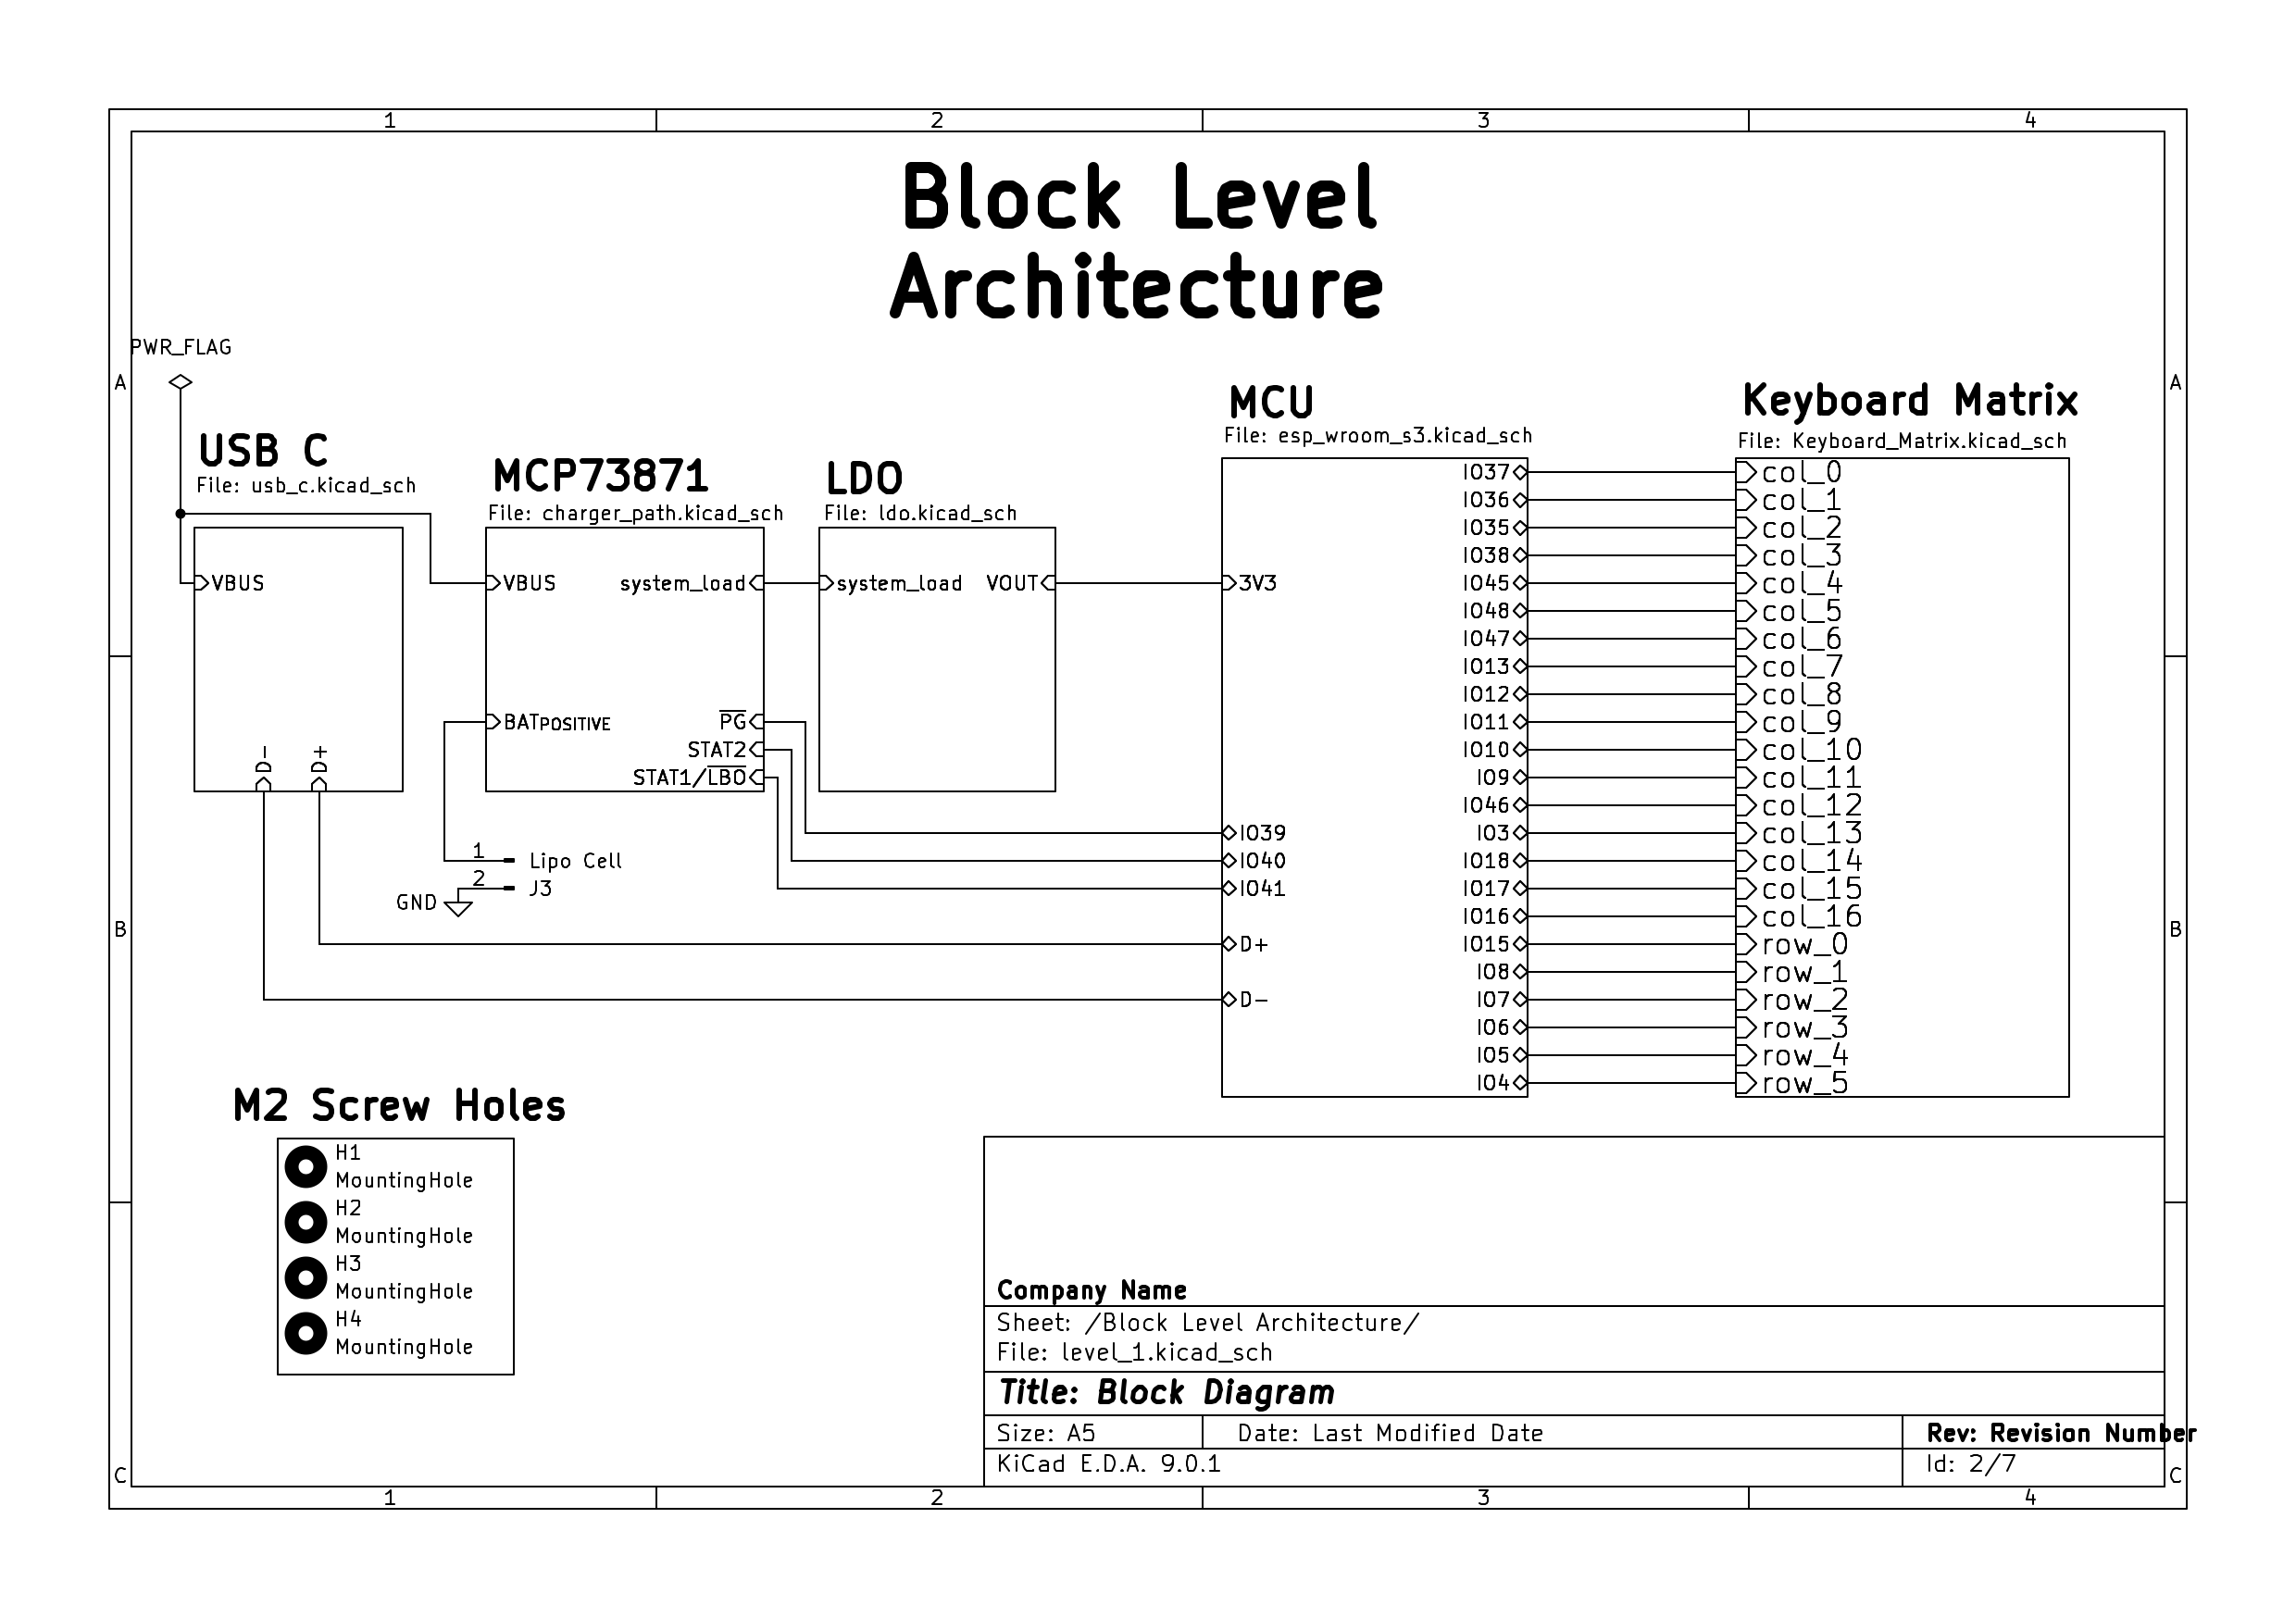 1 2 3 4
Block Level
Architecture
PWR_FLAG
A A
MCU
File: esp_wroom_s3.kicad_sch
Keyboard Matrix
File: Keyboard_Matrix.kicad_sch
USB C
File: usb_c.kicad_sch
MCP73871
File: charger_path.kicad_sch
LDO
File: ldo.kicad_sch
VBUS
D-
D+
VBUS system_load
BATPOSITIVE PG
STAT2
STAT1/LBO
system_load VOUT
1 Lipo Cell
2 J3
GND
3V3
IO39
IO40
IO41
D+
D-
IO37 col_0
IO36 col_1
IO35 col_2
IO38 col_3
IO45 col_4
IO48 col_5
IO47 col_6
IO13 col_7
IO12 col_8
IO11 col_9
IO10 col_10
IO9 col_11
IO46 col_12
IO3 col_13
IO18 col_14
IO17 col_15
IO16 col_16
IO15 row_0
IO8 row_1
IO7 row_2
IO6 row_3
IO5 row_4
IO4 row_5
B B
M2 Screw Holes
H1
MountingHole
H2
MountingHole
H3
MountingHole
H4
MountingHole
Company Name
Sheet: /Block Level Architecture/
File: level_1.kicad_sch
Title: Block Diagram
Size: A5 Date: Last Modified Date Rev: Revision Number
KiCad E.D.A. 9.0.1 Id: 2/7
C C
1 2 3 4